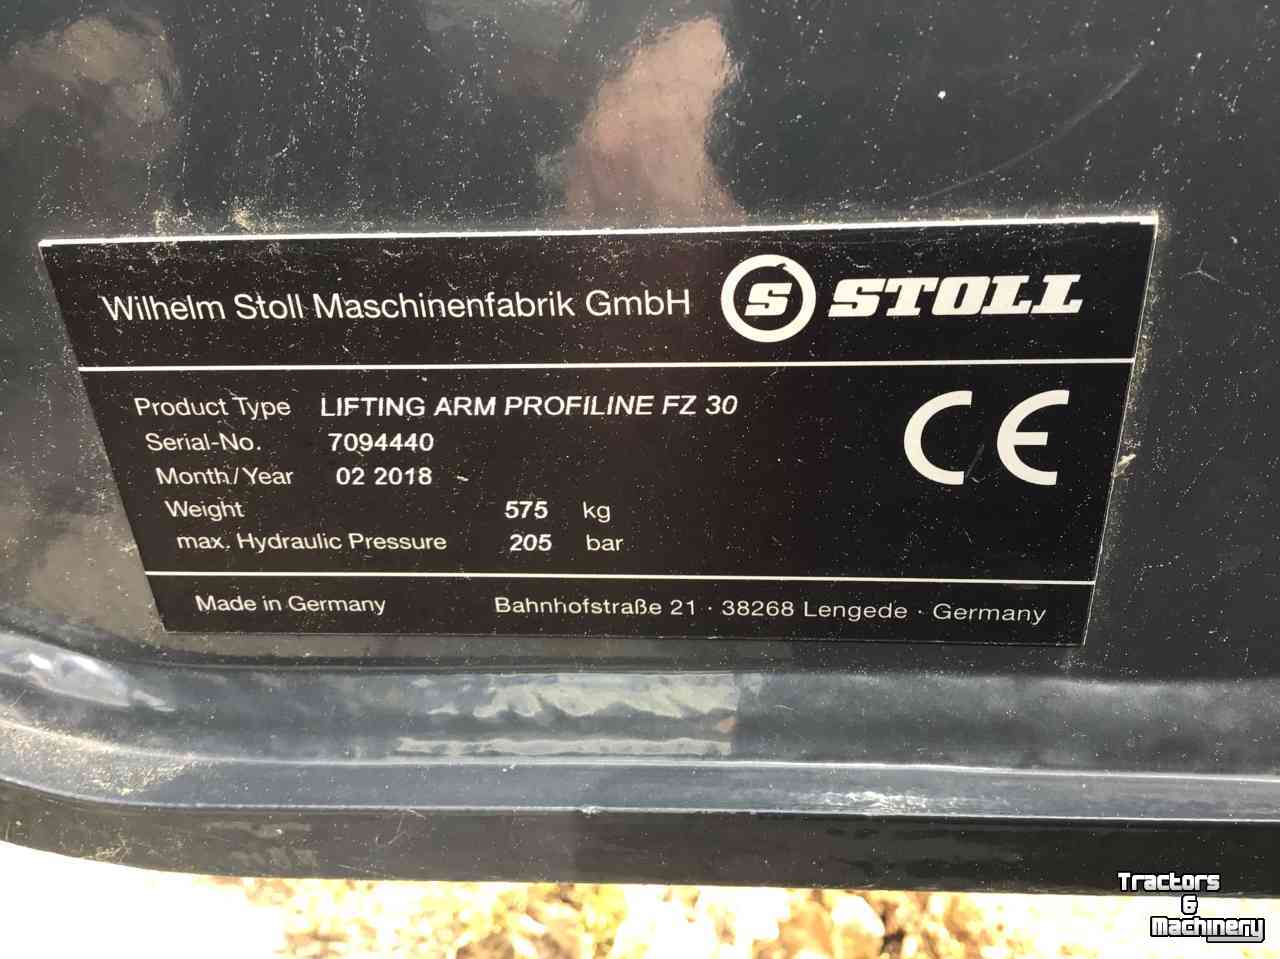 Wilhelm Stoll Maschinenfabrik GmbH S STOLL
Product Type LIFTING ARM PROFILINE FZ 30
Serial-No. 7094440
Month/Year 02 2018
Weight 575 kg
max. Hydraulic Pressure 205 bar
CE
Made in Germany Bahnhofstraße 21 · 38268 Lengede · Germany
Tractors
&
Machinery